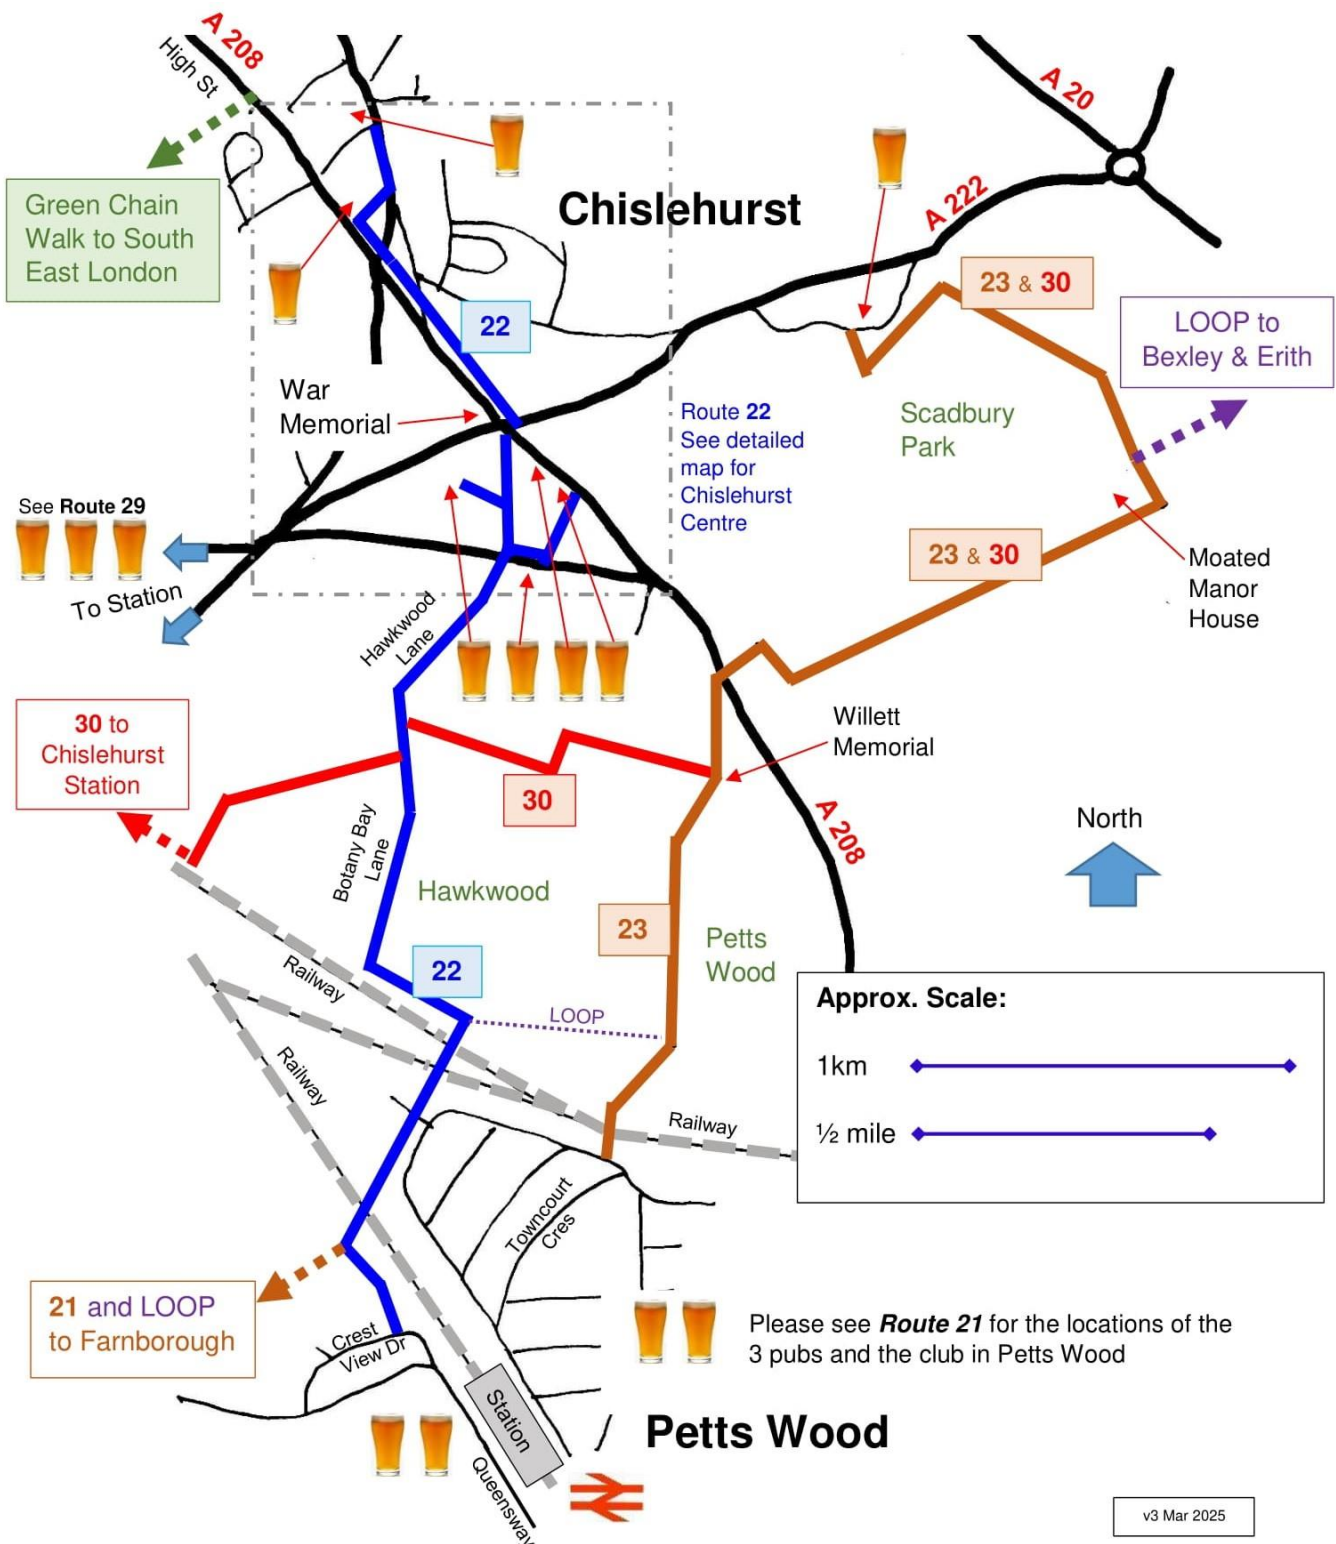 A 208
High St
A 20
Green Chain
Walk to South
East London
Chislehurst
A 222
23 & 30
LOOP to
Bexley & Erith
22
War
Memorial
Route 22
See detailed
map for
Chislehurst
Centre
Scadbury
Park
See Route 29
To Station
23 & 30
Moated
Manor
House
Hawkwood
Lane
30 to
Chislehurst
Station
Willett
Memorial
30
A 208
North
Botany Bay
Lane
Hawkwood
23
Petts
Wood
22
Railway
LOOP
Approx. Scale:
1km
½ mile
Railway
Railway
Towncourt
Cres
21 and LOOP
to Farnborough
Crest
View Dr
Please see Route 21 for the locations of the
3 pubs and the club in Petts Wood
Station
Petts Wood
Queensway
v3 Mar 2025